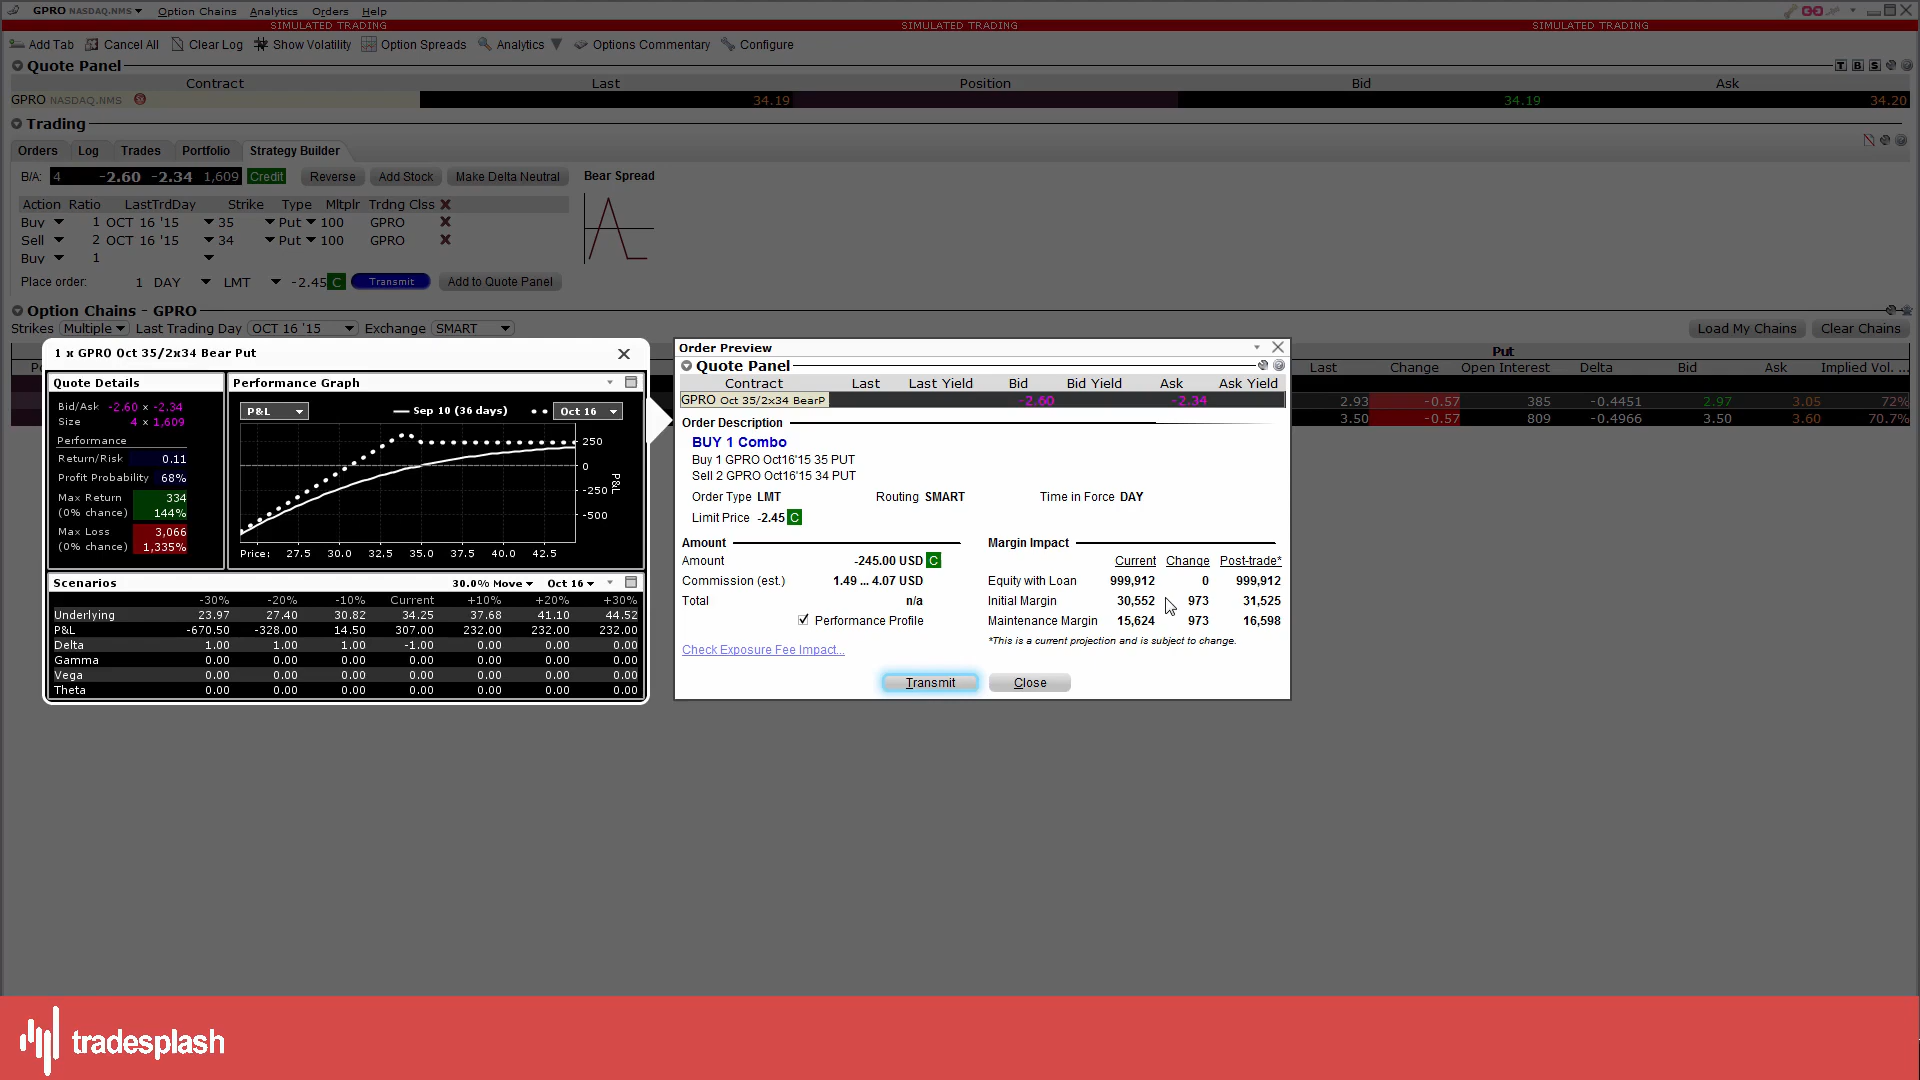 GPRO NASDAQ.NMS Option Chains Analytics Orders Help
SIMULATED TRADING SIMULATED TRADING SIMULATED TRADING
Add Tab Cancel All Clear Log Show Volatility Option Spreads Analytics Options Commentary Configure
Quote Panel T B S
Contract Last Position Bid Ask
GPRO NASDAQ.NMS 34.19 34.19 34.20
Trading
Orders Log Trades Portfolio Strategy Builder
B/A: 4 -2.60 -2.34 1,609 Credit Reverse Add Stock Make Delta Neutral Bear Spread
Action Ratio LastTrdDay Strike Type Mltplr Trdng Clss
Buy 1 OCT 16 '15 35 Put 100 GPRO
Sell 2 OCT 16 '15 34 Put 100 GPRO
Buy 1
Place order: 1 DAY LMT -2.45 C Transmit Add to Quote Panel
Option Chains - GPRO
Strikes Multiple Last Trading Day OCT 16 '15 Exchange SMART Load My Chains Clear Chains
Put
Last Change Open Interest Delta Bid Ask Implied Vol. ...
2.93 -0.57 385 -0.4451 2.97 3.05 72%
3.50 -0.57 809 -0.4966 3.50 3.60 70.7%
1 x GPRO Oct 35/2x34 Bear Put
Quote Details
Bid/Ask -2.60 x -2.34
Size 4 x 1,609
Performance
Return/Risk 0.11
Profit Probability 68%
Max Return 334
(0% chance) 144%
Max Loss 3,066
(0% chance) 1,335%
Performance Graph
P&L Sep 10 (36 days) Oct 16
250
0
-250
-500
P&L
Price: 27.5 30.0 32.5 35.0 37.5 40.0 42.5
Scenarios 30.0% Move Oct 16
-30% -20% -10% Current +10% +20% +30%
Underlying 23.97 27.40 30.82 34.25 37.68 41.10 44.52
P&L -670.50 -328.00 14.50 307.00 232.00 232.00 232.00
Delta 1.00 1.00 1.00 -1.00 0.00 0.00 0.00
Gamma 0.00 0.00 0.00 0.00 0.00 0.00 0.00
Vega 0.00 0.00 0.00 0.00 0.00 0.00 0.00
Theta 0.00 0.00 0.00 0.00 0.00 0.00 0.00
Order Preview
Quote Panel
Contract Last Last Yield Bid Bid Yield Ask Ask Yield
GPRO Oct 35/2x34 BearP -2.60 -2.34
Order Description
BUY 1 Combo
Buy 1 GPRO Oct16'15 35 PUT
Sell 2 GPRO Oct16'15 34 PUT
Order Type LMT Routing SMART Time in Force DAY
Limit Price -2.45 C
Amount
Amount -245.00 USD C
Commission (est.) 1.49 ... 4.07 USD
Total n/a
Performance Profile
Check Exposure Fee Impact...
Margin Impact
Current Change Post-trade*
Equity with Loan 999,912 0 999,912
Initial Margin 30,552 973 31,525
Maintenance Margin 15,624 973 16,598
*This is a current projection and is subject to change.
Transmit Close
tradesplash